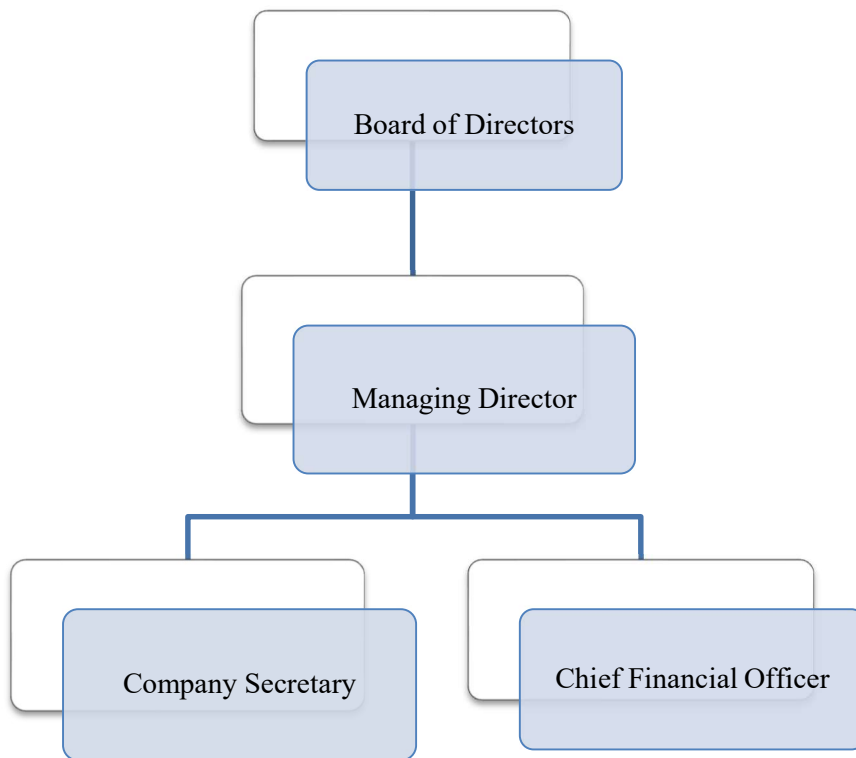 Board of Directors
Managing Director
Company Secretary
Chief Financial Officer